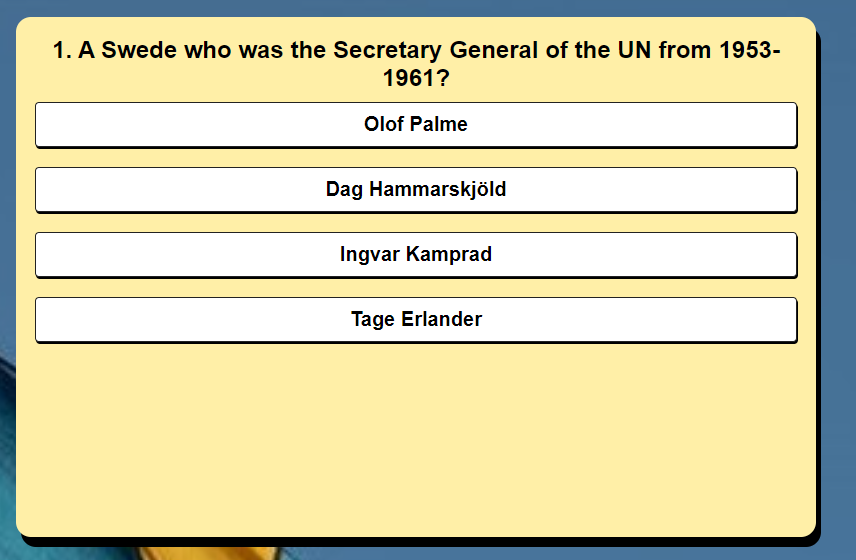 1. A Swede who was the Secretary General of the UN from 1953-
1961?
Olof Palme
Dag Hammarskjöld
Ingvar Kamprad
Tage Erlander